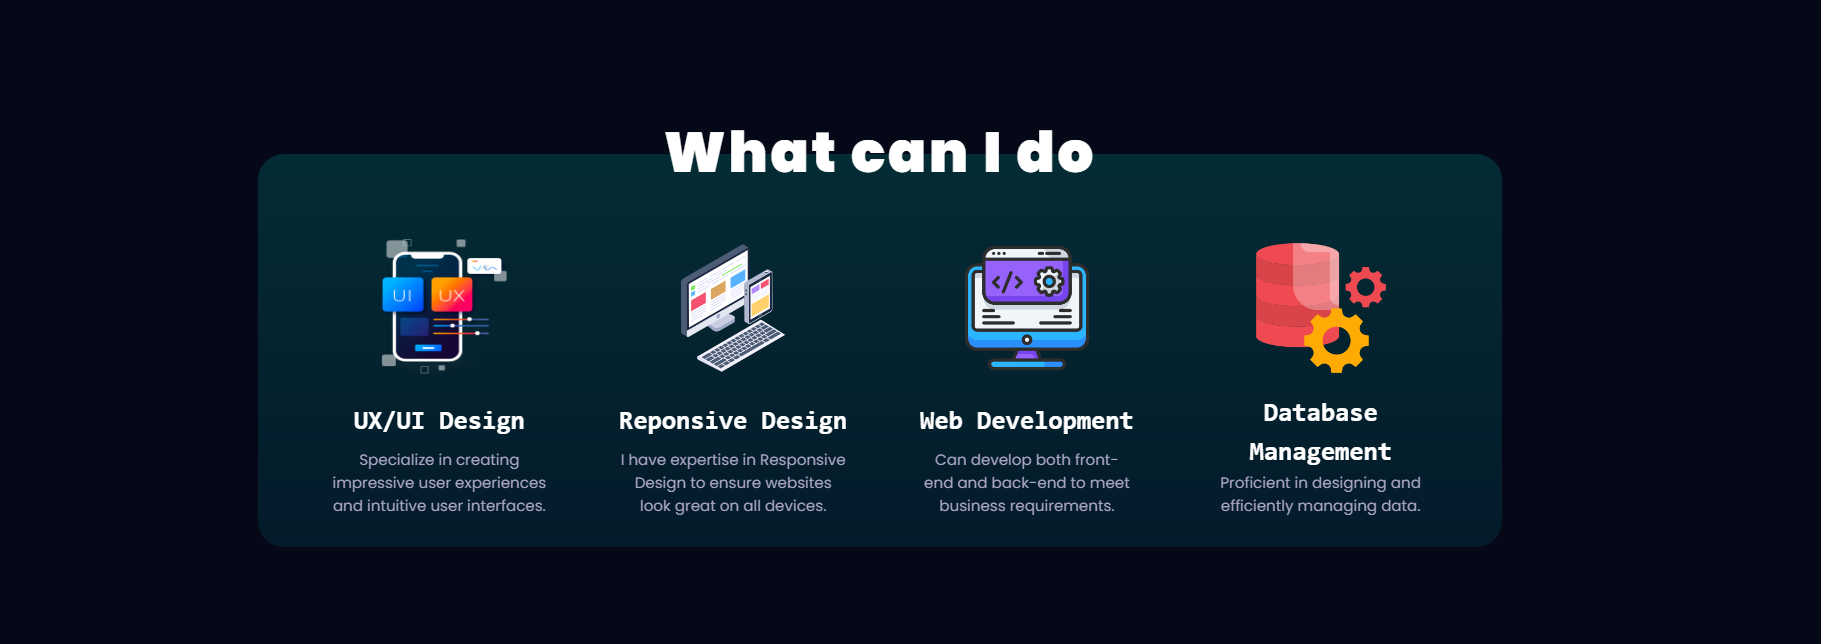 What can I do
UI
UX
</>
UX/UI Design
Specialize in creating
impressive user experiences
and intuitive user interfaces.
Reponsive Design
I have expertise in Responsive
Design to ensure websites
look great on all devices.
Web Development
Can develop both front-
end and back-end to meet
business requirements.
Database
Management
Proficient in designing and
efficiently managing data.